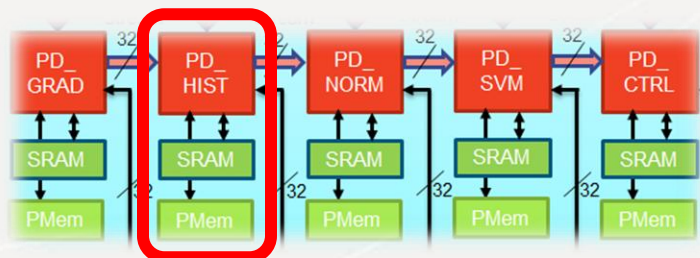 32
32
32
32
PD_
GRAD
PD_
HIST
PD_
NORM
PD_
SVM
PD_
CTRL
SRAM
SRAM
SRAM
SRAM
SRAM
32
32
32
32
PMem
PMem
PMem
PMem
PMem